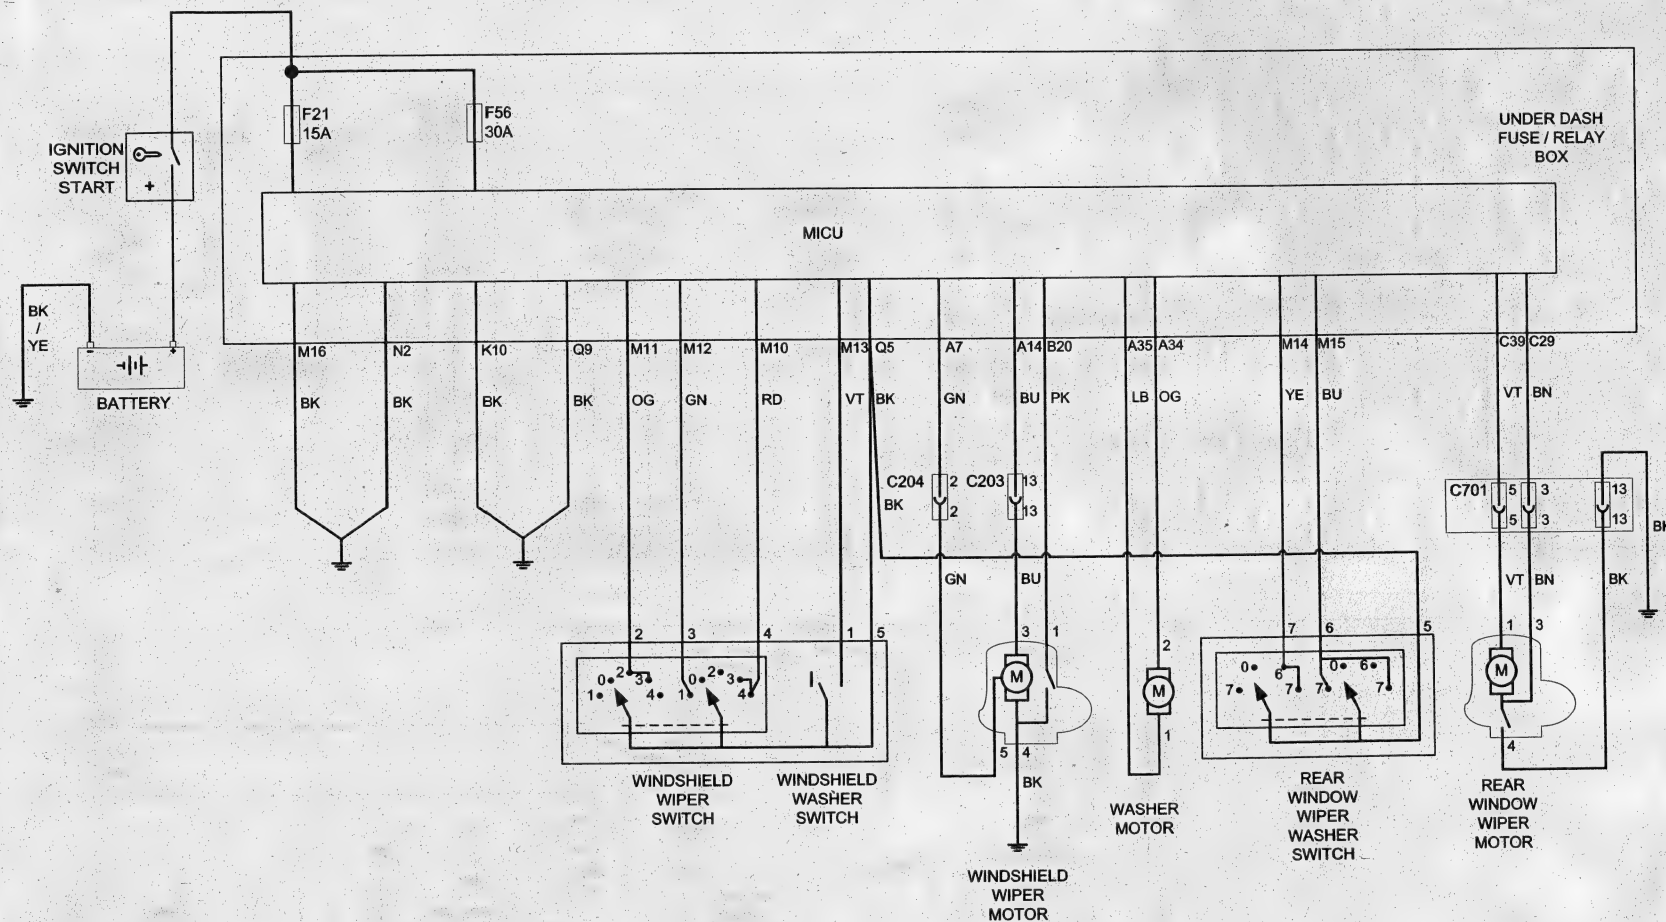 F21
15A
F56
30A
UNDER DASH
FUSE / RELAY
BOX
IGNITION
SWITCH
START
+
MICU
BK
/
YE
-
+
BATTERY
M16
N2
K10
Q9
M11
M12
M10
M13
Q5
A7
A14
B20
A35
A34
M14
M15
C39
C29
BK
BK
BK
BK
OG
GN
RD
VT
BK
GN
BU
PK
LB
OG
YE
BU
VT
BN
C204
2
C203
13
C701
5
3
13
BK
2
13
5
3
13
BK
GN
BU
VT
BN
BK
2
3
4
1
5
3
1
2
7
6
5
1
3
0
2
3
1
4
0
2
3
1
4
M
M
0
6
7
7
0
6
7
7
M
5
4
1
4
BK
WINDSHIELD
WIPER
SWITCH
WINDSHIELD
WASHER
SWITCH
WINDSHIELD
WIPER
MOTOR
WASHER
MOTOR
REAR
WINDOW
WIPER
WASHER
SWITCH
REAR
WINDOW
WIPER
MOTOR